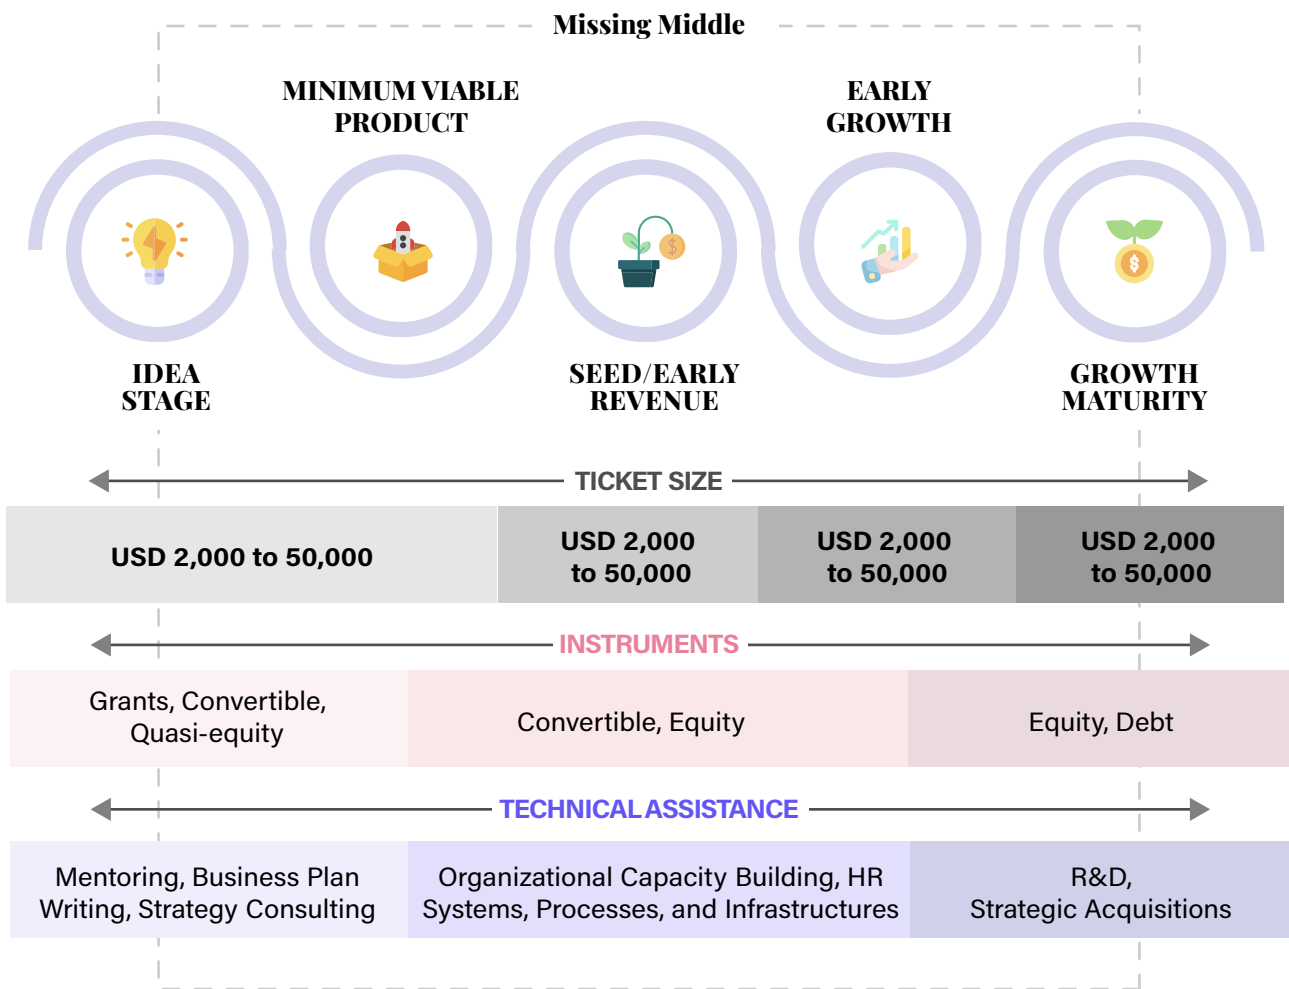 Missing Middle
MINIMUM VIABLE
PRODUCT
EARLY
GROWTH
IDEA
STAGE
SEED/EARLY
REVENUE
GROWTH
MATURITY
TICKET SIZE
USD 2,000 to 50,000
USD 2,000
to 50,000
USD 2,000
to 50,000
USD 2,000
to 50,000
INSTRUMENTS
Grants, Convertible,
Quasi-equity
Convertible, Equity
Equity, Debt
TECHNICAL ASSISTANCE
Mentoring, Business Plan
Writing, Strategy Consulting
Organizational Capacity Building, HR
Systems, Processes, and Infrastructures
R&D,
Strategic Acquisitions